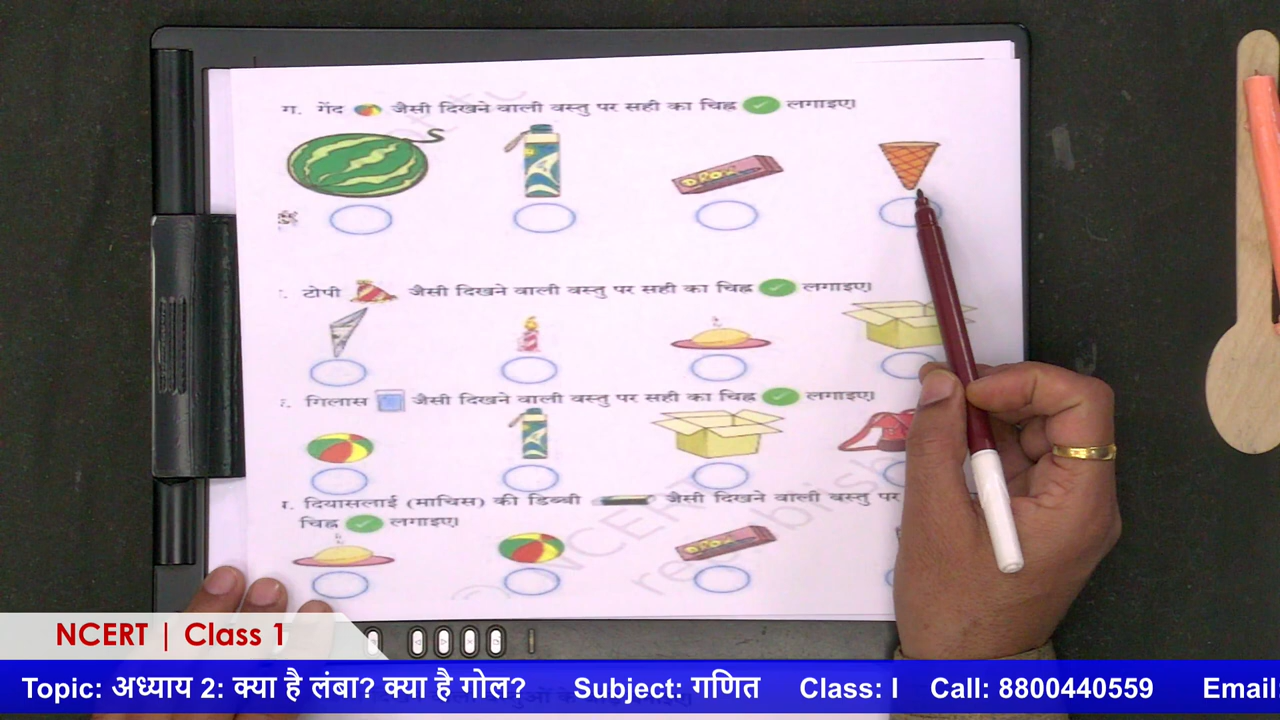 ग. गेंद जैसी दिखने वाली वस्तु पर सही का चिह्न लगाइए।
टोपी जैसी दिखने वाली वस्तु पर सही का चिह्न लगाइए।
गिलास जैसी दिखने वाली वस्तु पर सही का चिह्न लगाइए।
दियासलाई (माचिस) की डिब्बी जैसी दिखने वाली वस्तु पर
चिह्न लगाइए।
NCERT | Class 1
Topic: अध्याय 2: क्या है लंबा? क्या है गोल? Subject: गणित Class: I Call: 8800440559 Email: